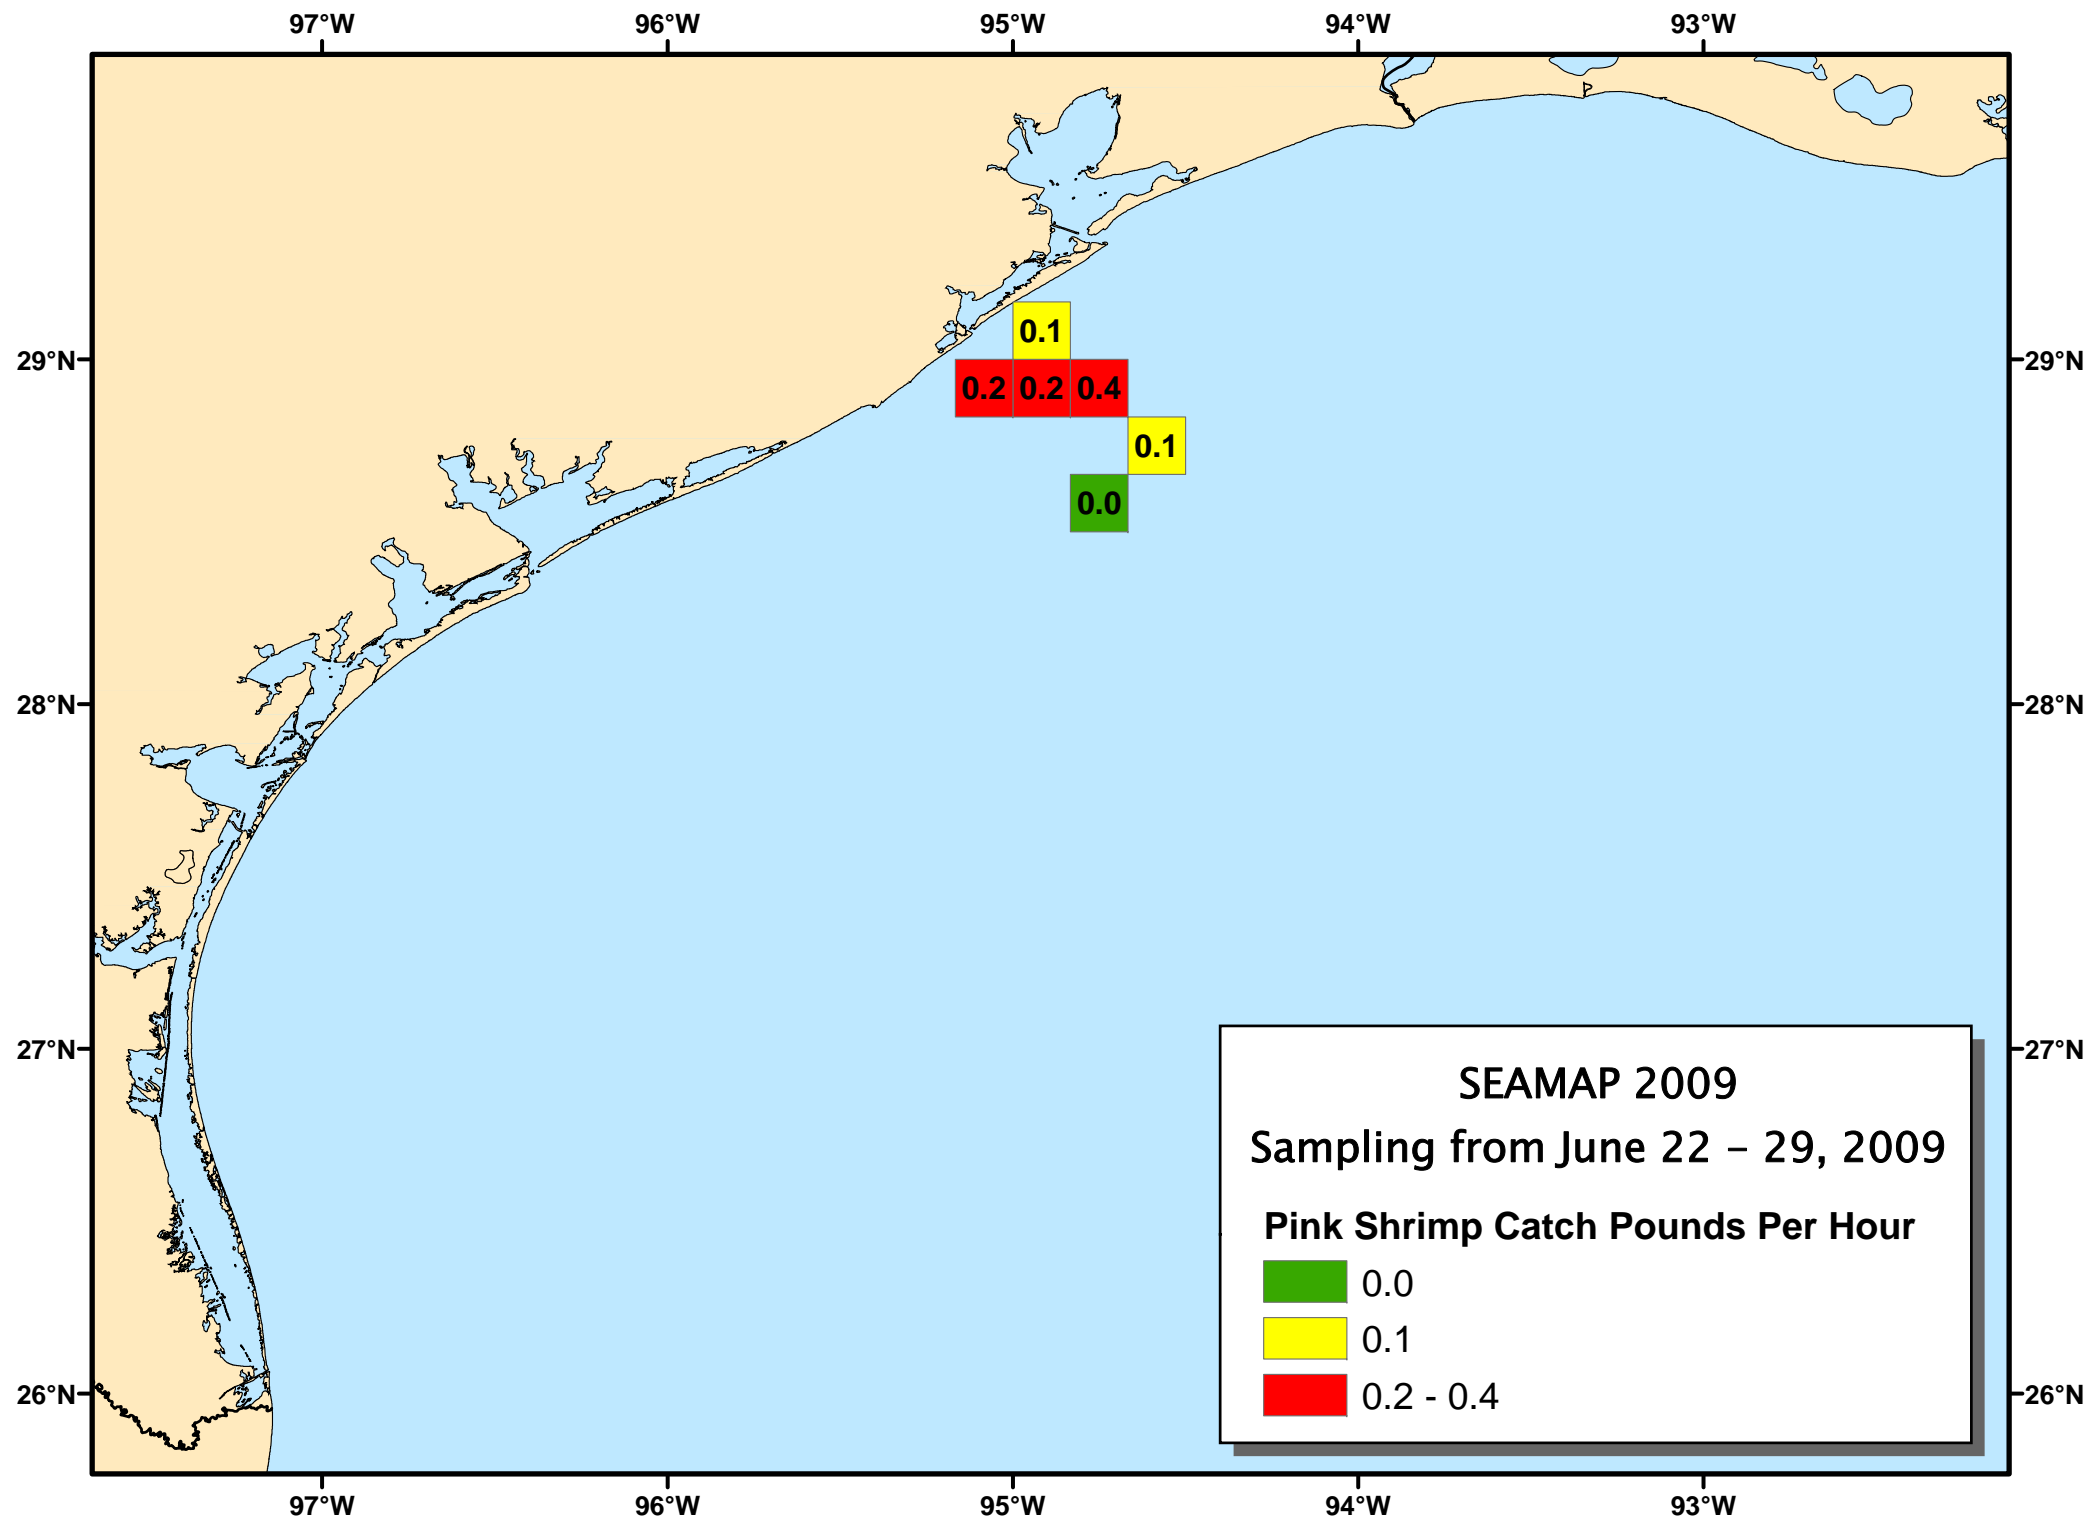 97°W 96°W 95°W 94°W 93°W
0.1
29°N 29°N
0.2 0.2 0.4
0.1
0.0
28°N 28°N
27°N 27°N
SEAMAP 2009
Sampling from June 22 – 29, 2009
Pink Shrimp Catch Pounds Per Hour
0.0
0.1
0.2 - 0.4
26°N 26°N
97°W 96°W 95°W 94°W 93°W